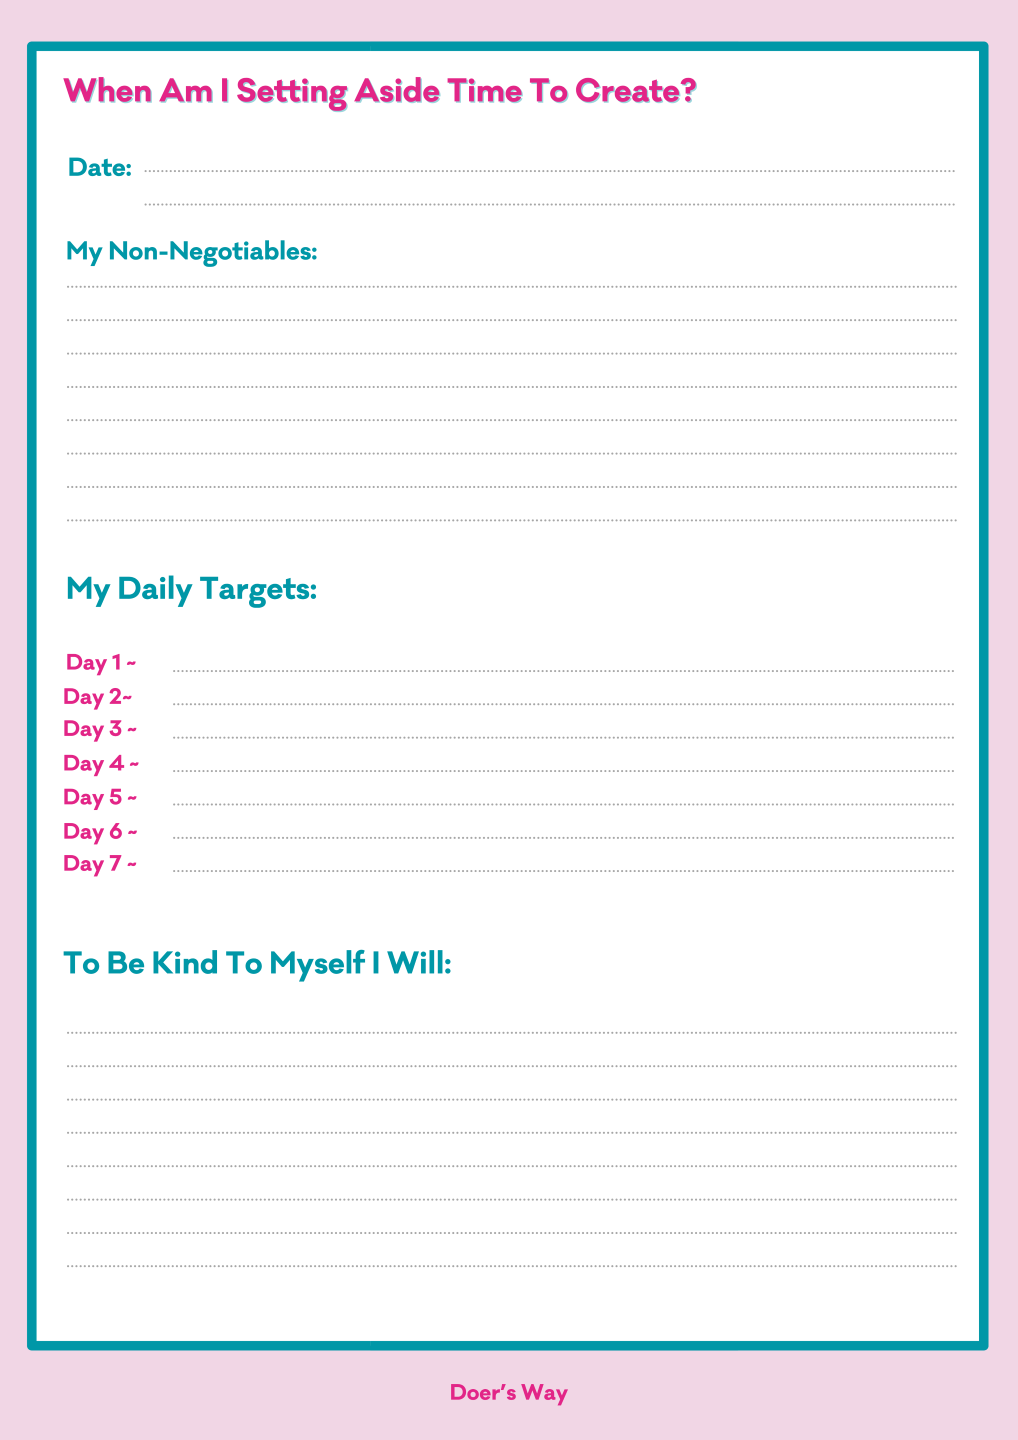 When Am I Setting Aside Time To Create?
Date:
My Non-Negotiables:
My Daily Targets:
Day 1 ~
Day 2~
Day 3 ~
Day 4 ~
Day 5 ~
Day 6 ~
Day 7 ~
To Be Kind To Myself I Will:
Doer's Way